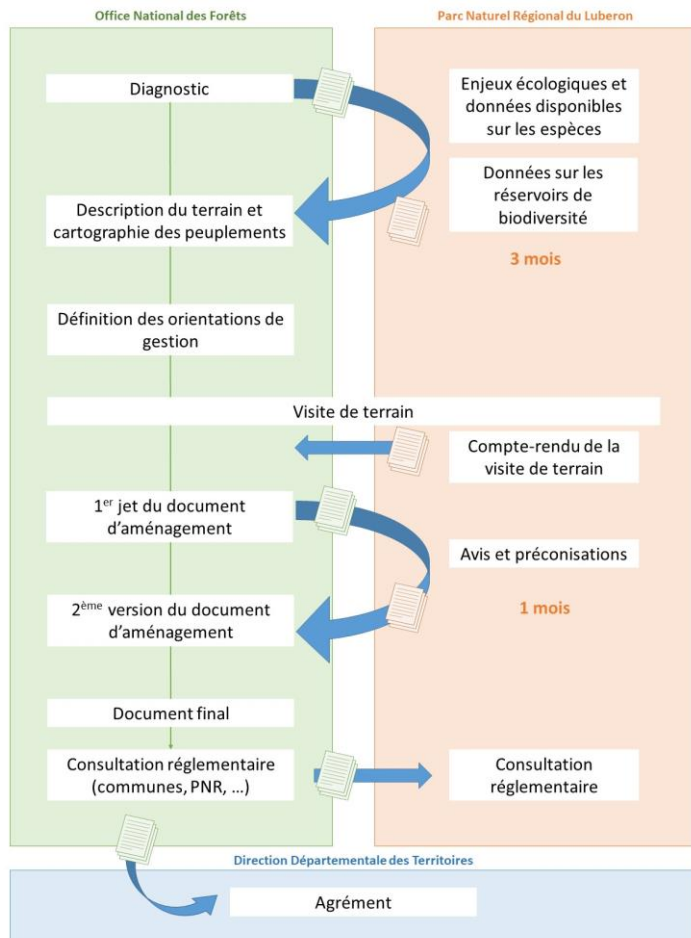 Office National des Forêts
Parc Naturel Régional du Luberon
Diagnostic
Enjeux écologiques et
données disponibles
sur les espèces
Données sur les
réservoirs de
biodiversité
Description du terrain et
cartographie des peuplements
3 mois
Définition des orientations de
gestion
Visite de terrain
Compte-rendu de la
visite de terrain
1er jet du document
d'aménagement
Avis et préconisations
1 mois
2ème version du document
d'aménagement
Document final
Consultation réglementaire
(communes, PNR, ...)
Consultation
réglementaire
Direction Départementale des Territoires
Agrément